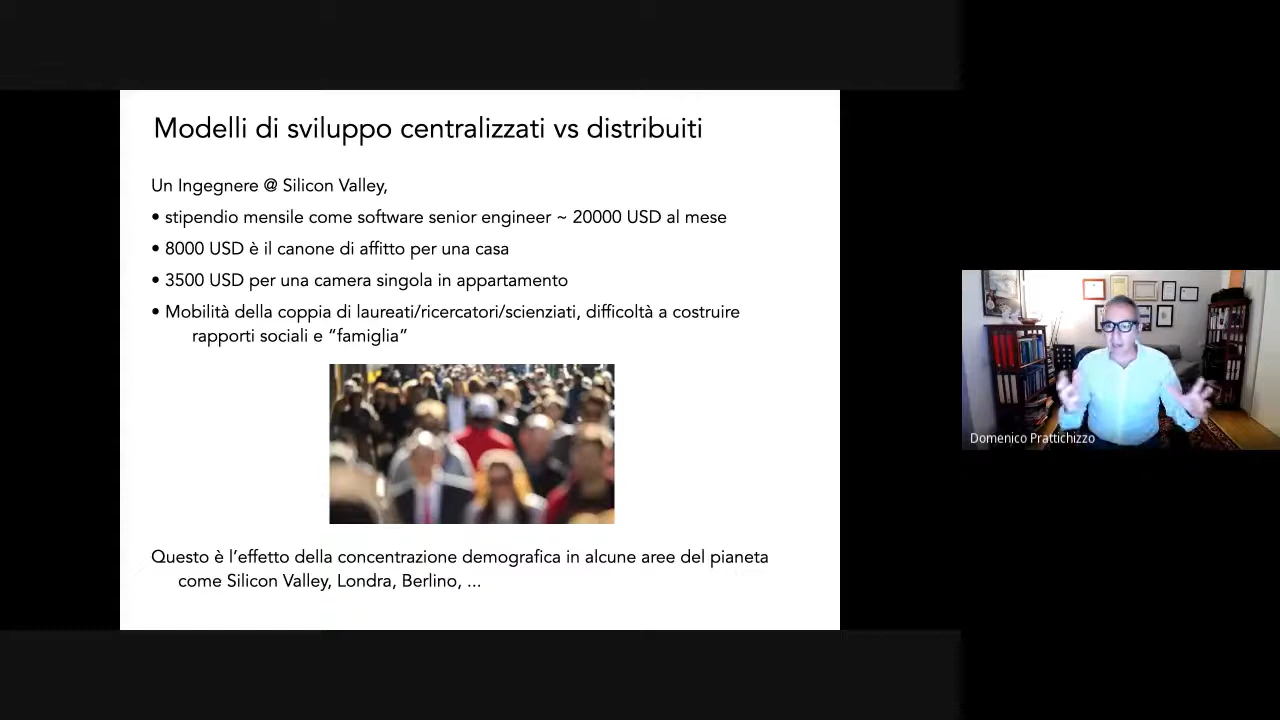 Modelli di sviluppo centralizzati vs distribuiti
Un Ingegnere @ Silicon Valley,
• stipendio mensile come software senior engineer ~ 20000 USD al mese
• 8000 USD è il canone di affitto per una casa
• 3500 USD per una camera singola in appartamento
• Mobilità della coppia di laureati/ricercatori/scienziati, difficoltà a costruire
rapporti sociali e “famiglia”
Questo è l’effetto della concentrazione demografica in alcune aree del pianeta
come Silicon Valley, Londra, Berlino, ...
Domenico Prattichizzo